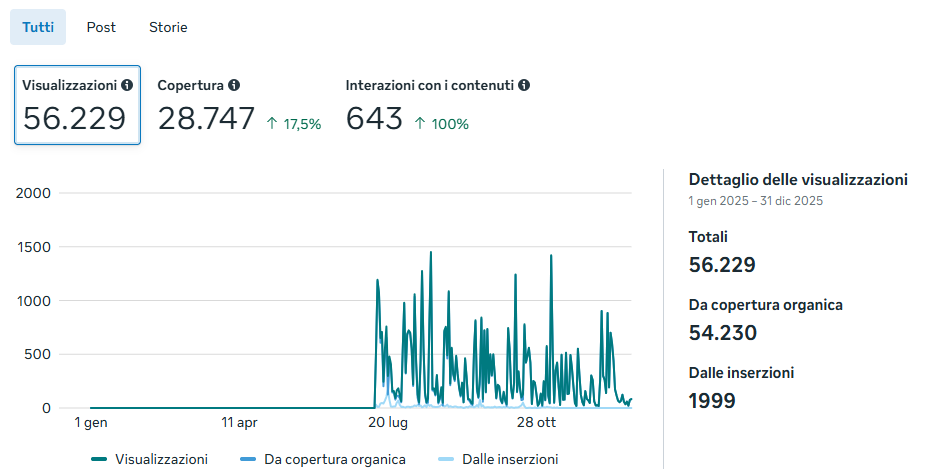 Tutti Post Storie
Visualizzazioni Copertura Interazioni con i contenuti
56.229 28.747 ↑ 17,5% 643 ↑ 100%
2000
1500
1000
500
0
1 gen 11 apr 20 lug 28 ott
Visualizzazioni Da copertura organica Dalle inserzioni
Dettaglio delle visualizzazioni
1 gen 2025 – 31 dic 2025
Totali
56.229
Da copertura organica
54.230
Dalle inserzioni
1999